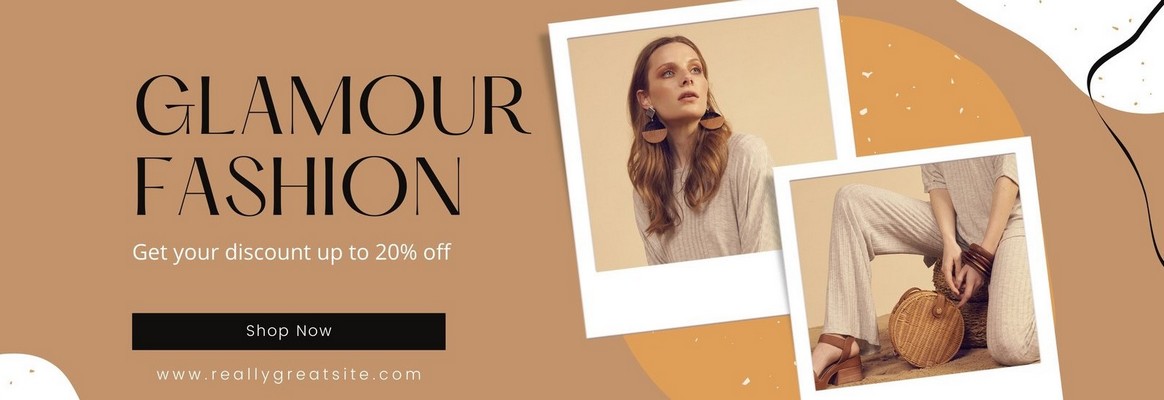 GLAMOUR
FASHION
Get your discount up to 20% off
Shop Now
www.reallygreatsite.com